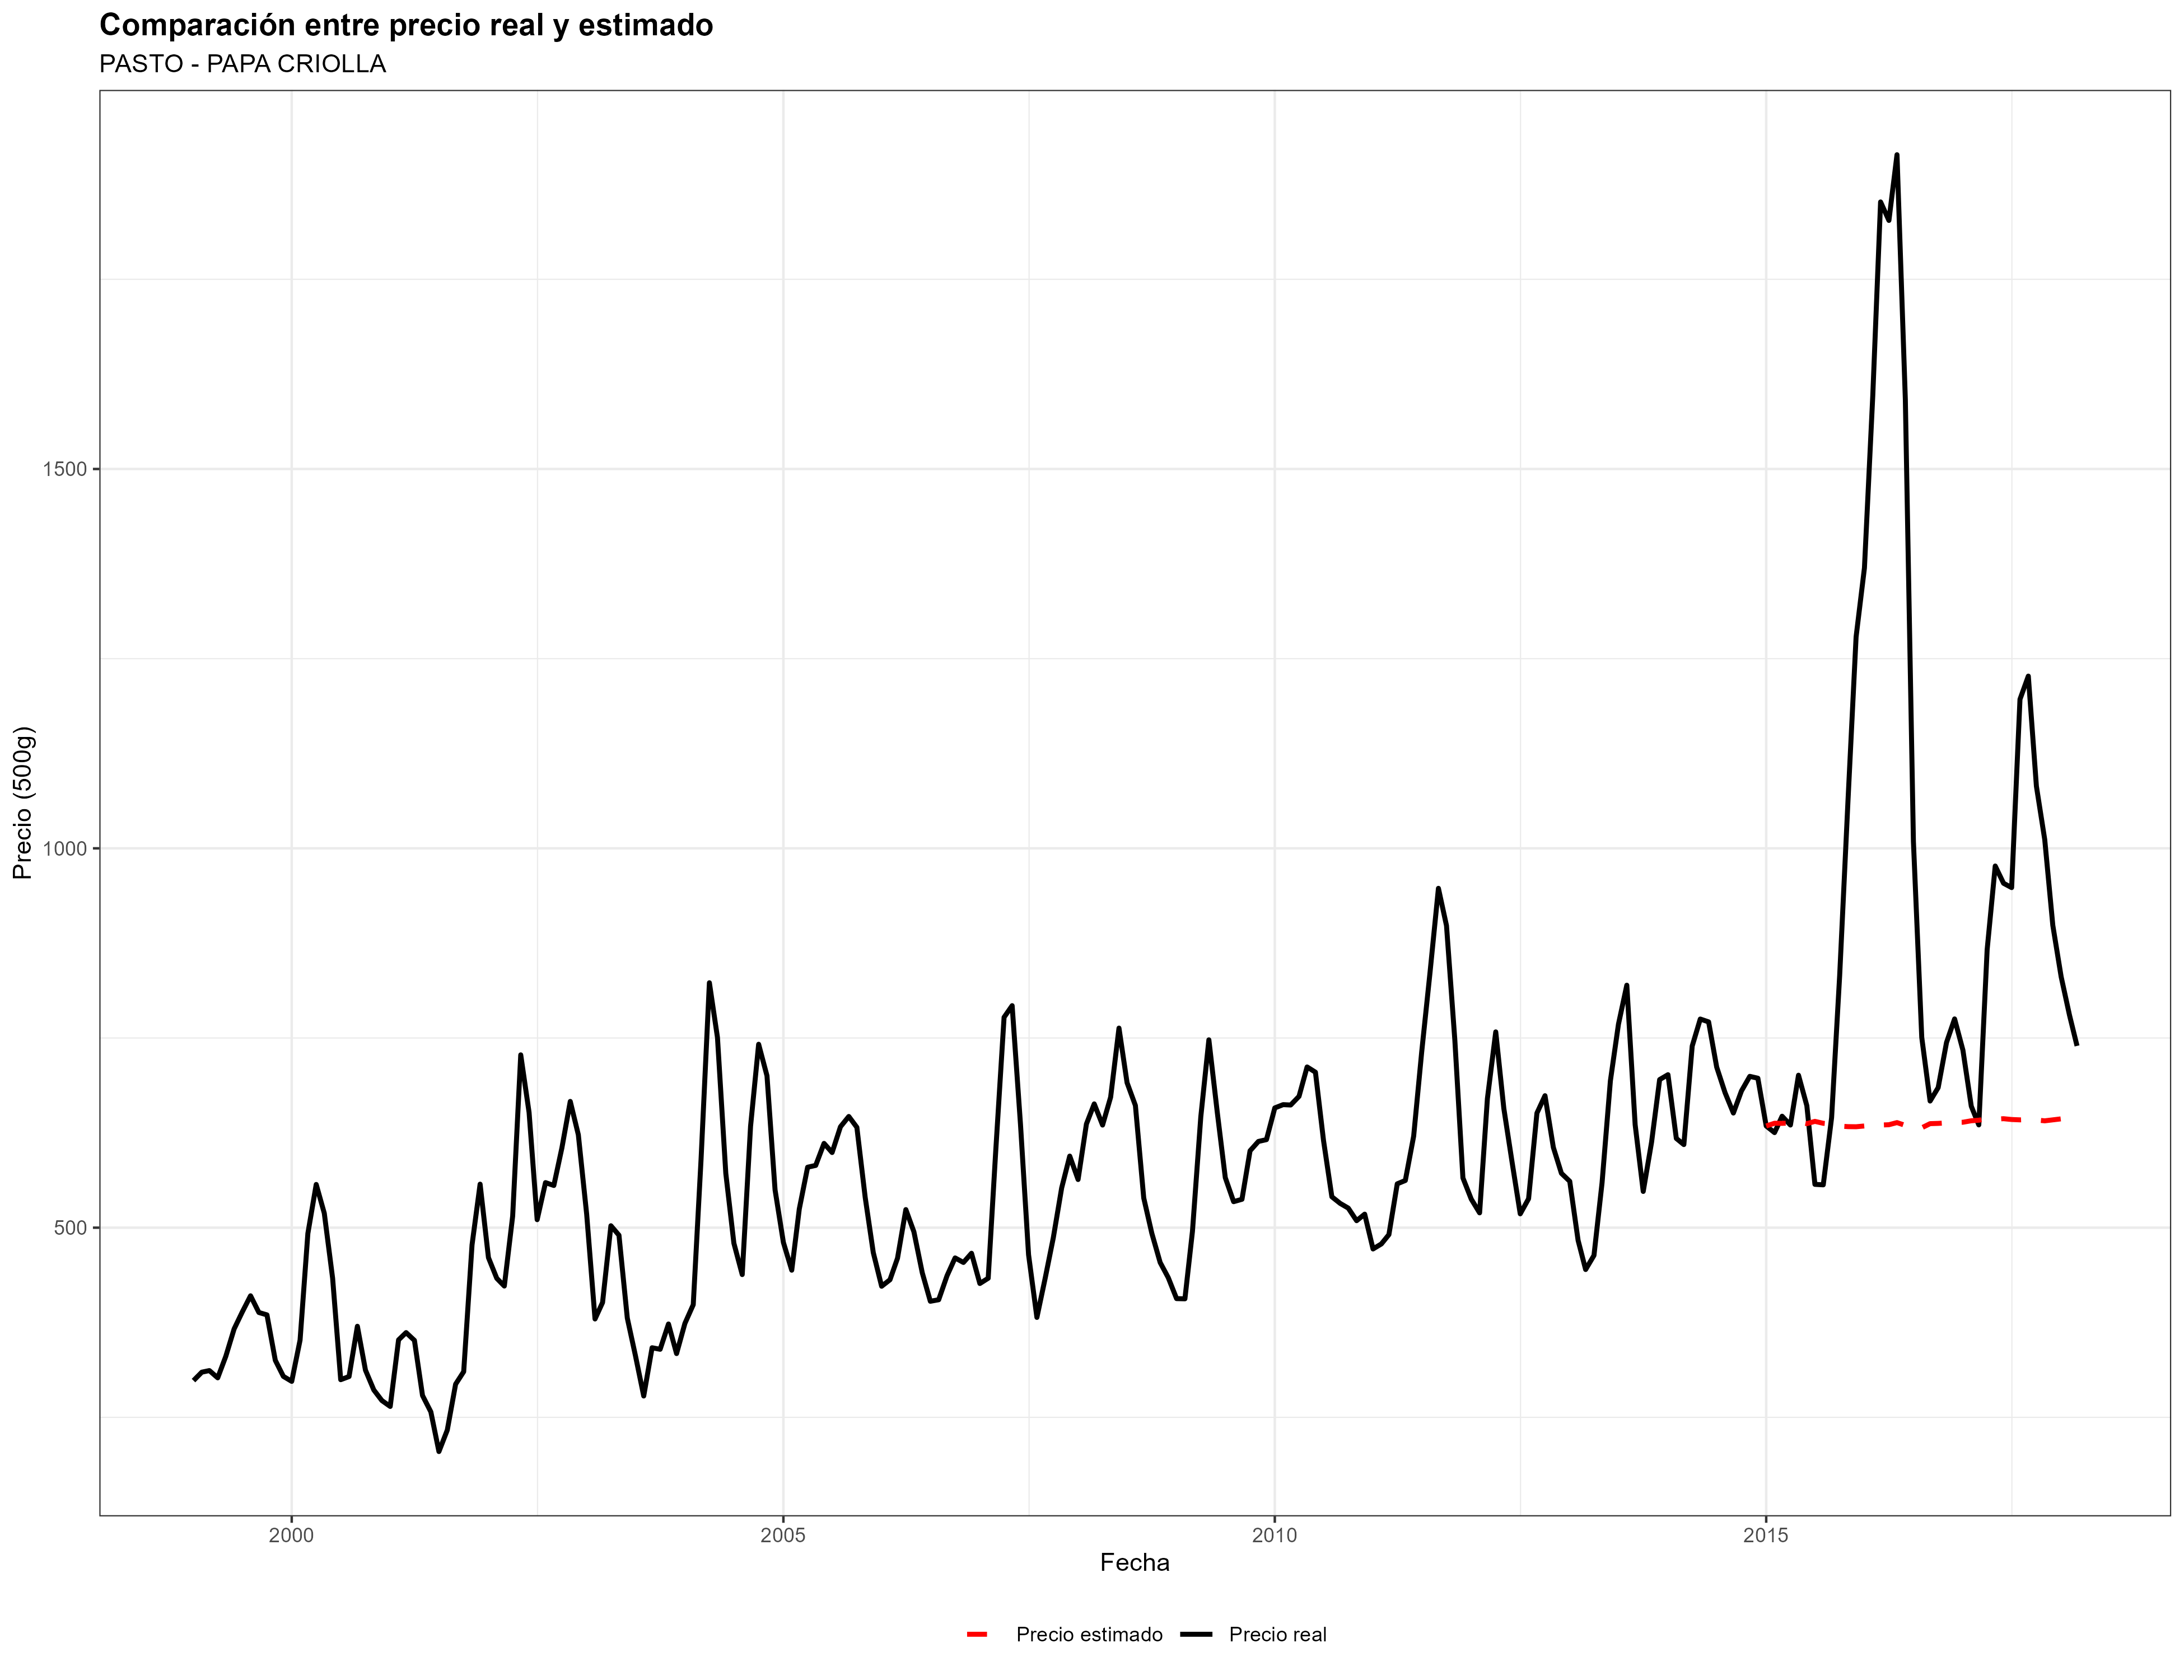 Comparación entre precio real y estimado
PASTO - PAPA CRIOLLA
Precio (500g)
1500
1000
500
2000
2005
2010
2015
Fecha
Precio estimado
Precio real